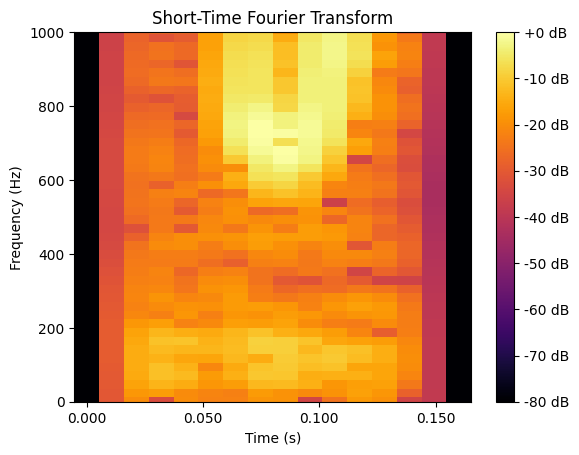 Short-Time Fourier Transform
Frequency (Hz)
1000
800
600
400
200
0
0.000
0.050
0.100
0.150
Time (s)
+0 dB
-10 dB
-20 dB
-30 dB
-40 dB
-50 dB
-60 dB
-70 dB
-80 dB